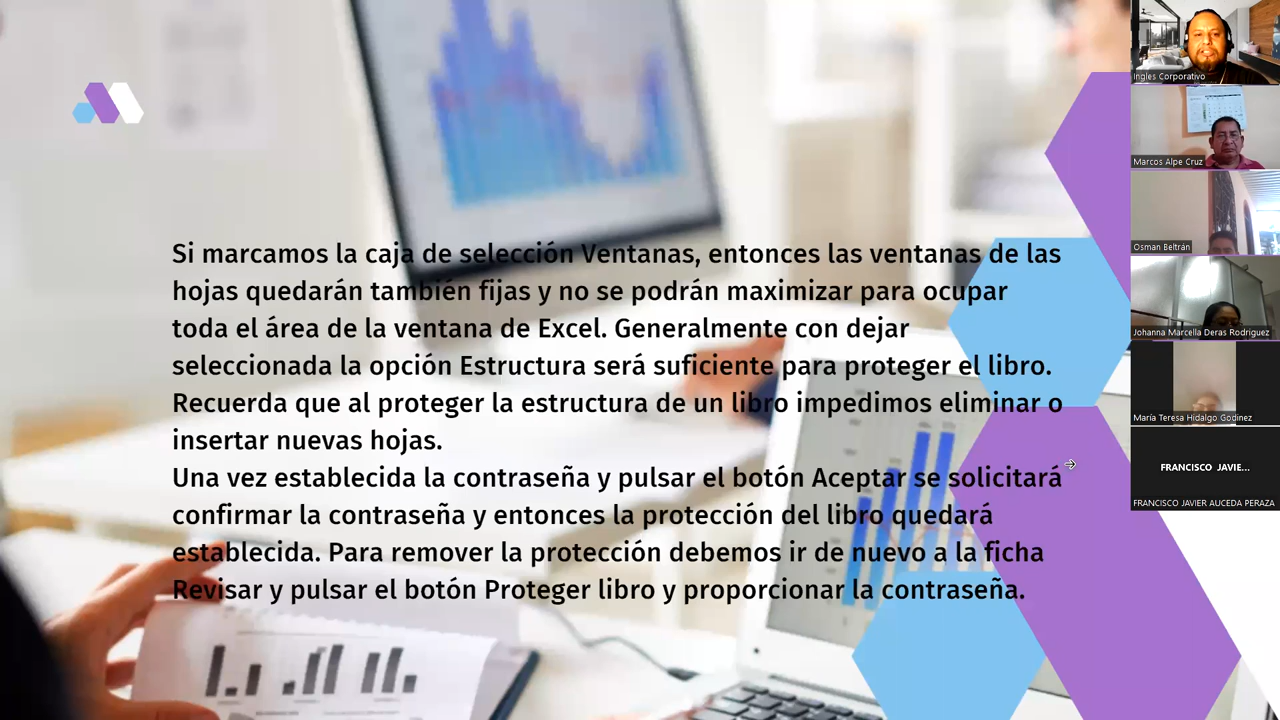 Si marcamos la caja de selección Ventanas, entonces las ventanas de las
hojas quedarán también fijas y no se podrán maximizar para ocupar
toda el área de la ventana de Excel. Generalmente con dejar
seleccionada la opción Estructura será suficiente para proteger el libro.
Recuerda que al proteger la estructura de un libro impedimos eliminar o
insertar nuevas hojas.
Una vez establecida la contraseña y pulsar el botón Aceptar se solicitará
confirmar la contraseña y entonces la protección del libro quedará
establecida. Para remover la protección debemos ir de nuevo a la ficha
Revisar y pulsar el botón Proteger libro y proporcionar la contraseña.
Ingles Corporativo
Marcos Alpe Cruz
Osman Beltrán
Johanna Marcella Deras Rodriguez
María Teresa Hidalgo Godinez
FRANCISCO JAVIE...
FRANCISCO JAVIER AUCEDA PERAZA